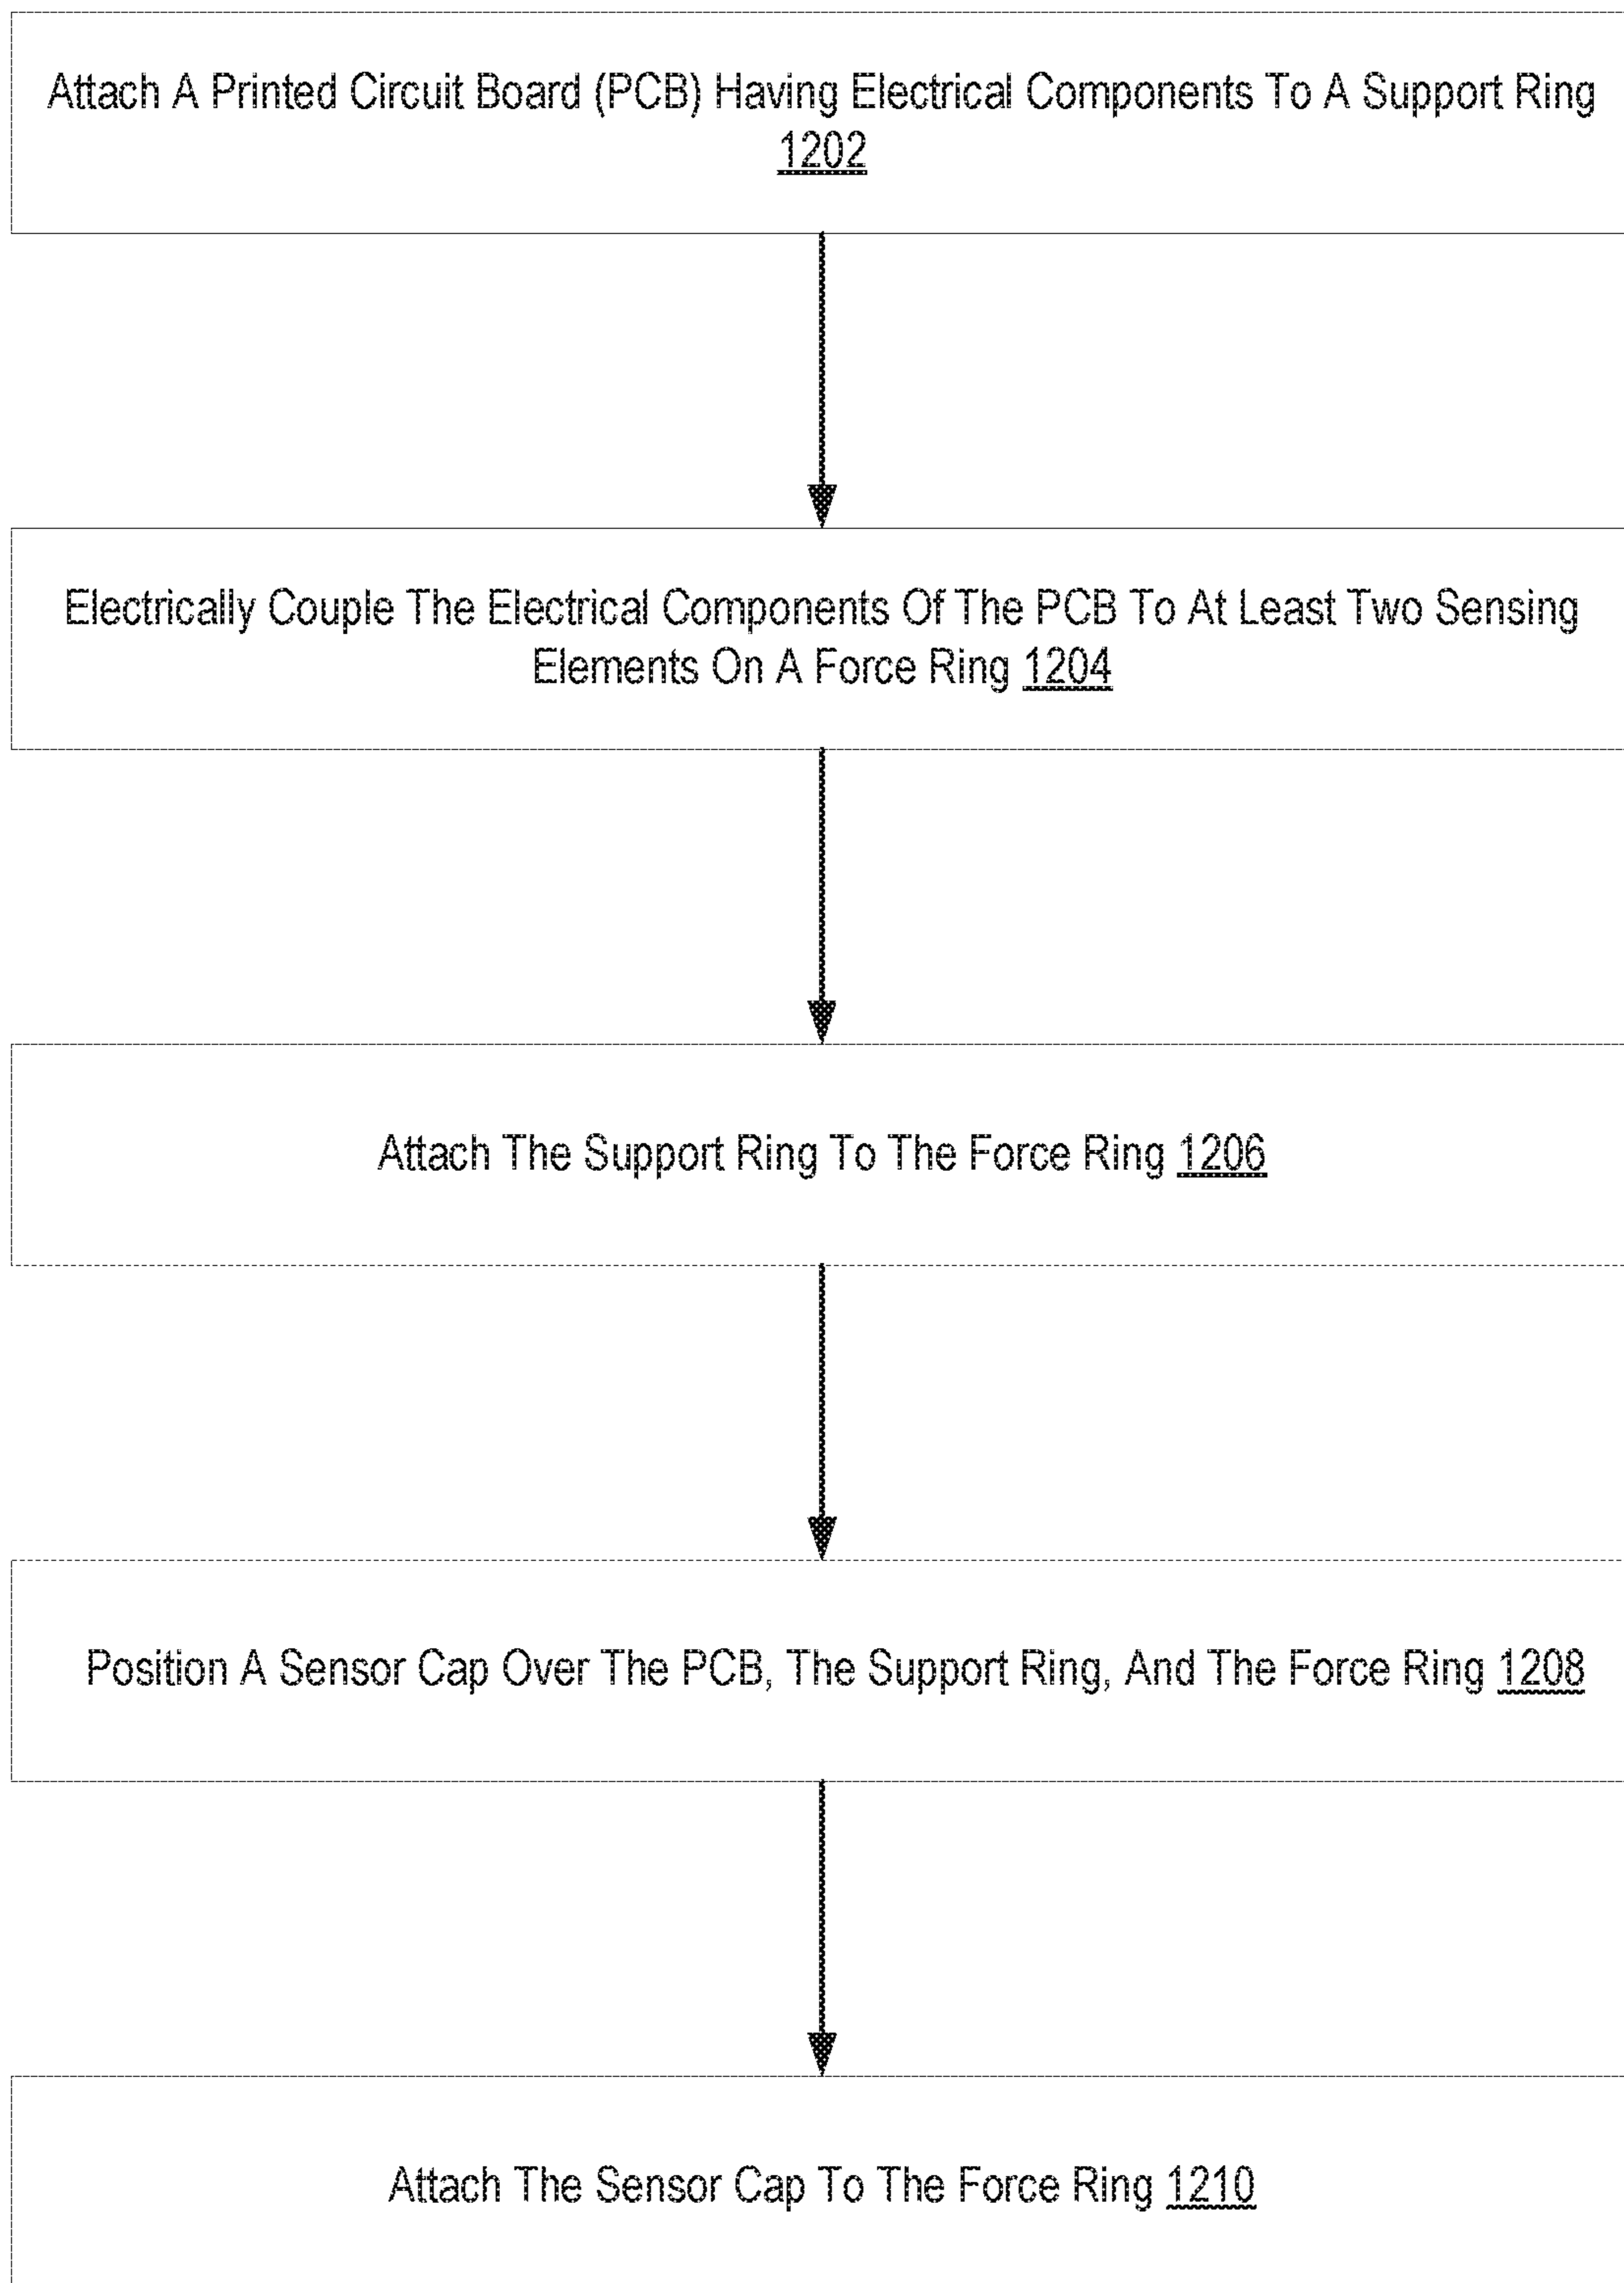 Attach A Printed Circuit Board (PCB) Having Electrical Components To A Support Ring
1202
Electrically Couple The Electrical Components Of The PCB To At Least Two Sensing
Elements On A Force Ring 1204
Attach The Support Ring To The Force Ring 1206
Position A Sensor Cap Over The PCB, The Support Ring, And The Force Ring 1208
Attach The Sensor Cap To The Force Ring 1210